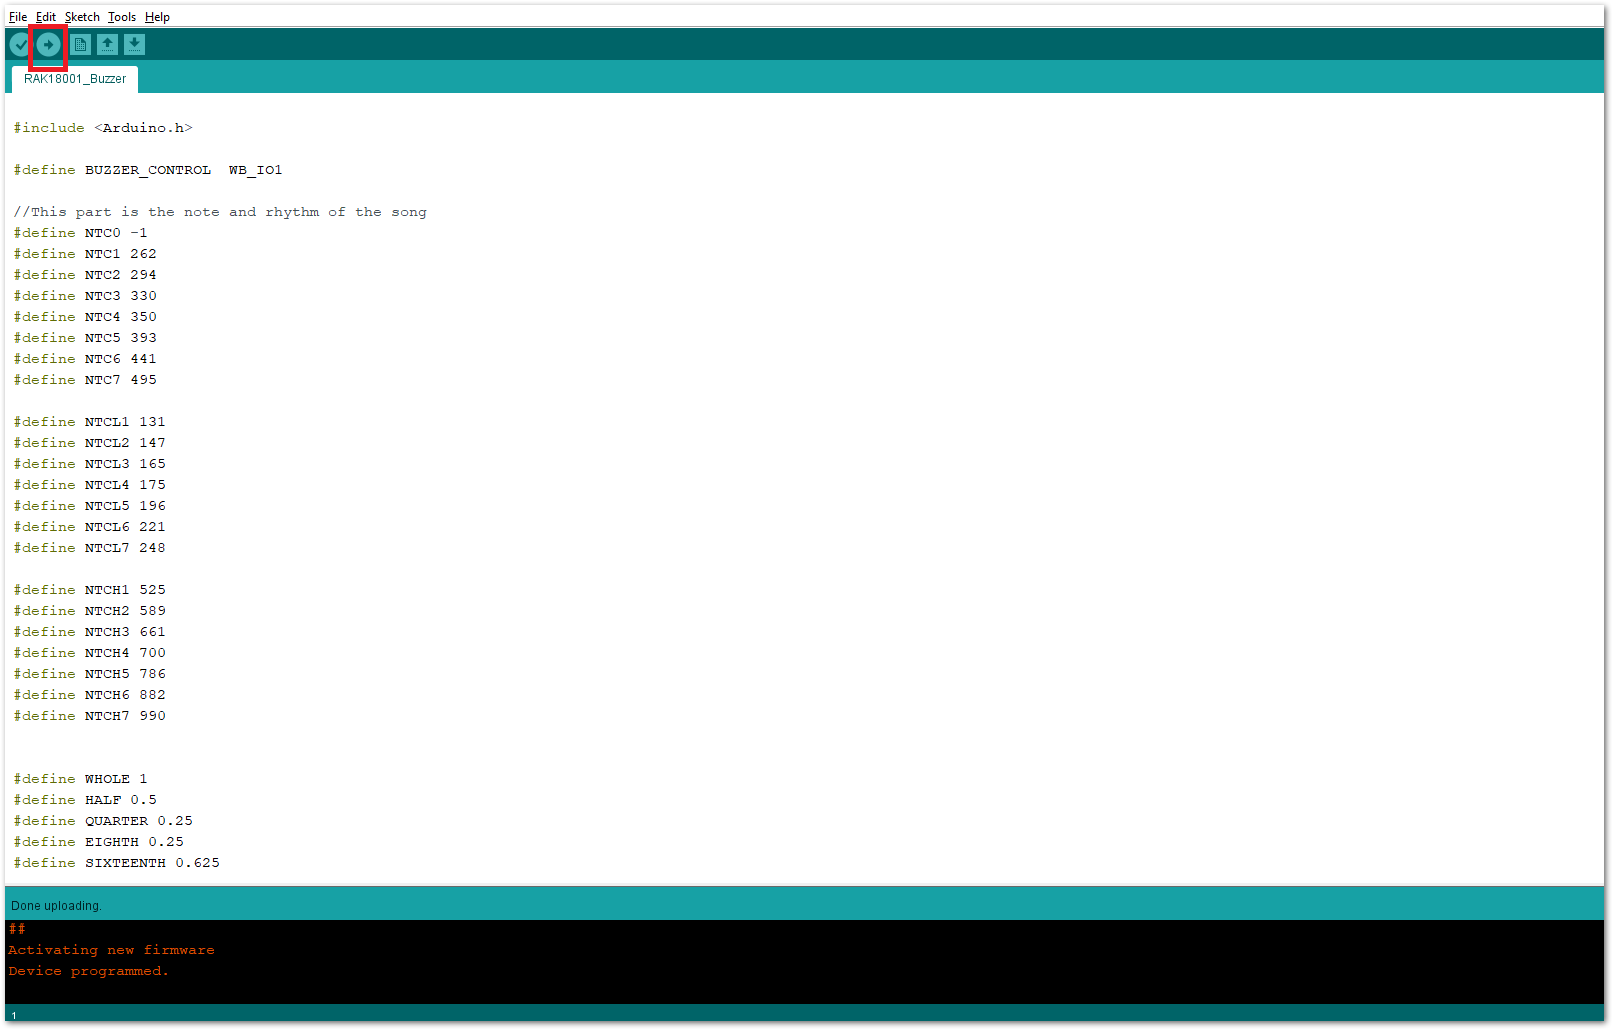 File Edit Sketch Tools Help
RAK18001_Buzzer
#include <Arduino.h>
#define BUZZER_CONTROL  WB_IO1
//This part is the note and rhythm of the song
#define NTC0 -1
#define NTC1 262
#define NTC2 294
#define NTC3 330
#define NTC4 350
#define NTC5 393
#define NTC6 441
#define NTC7 495
#define NTCL1 131
#define NTCL2 147
#define NTCL3 165
#define NTCL4 175
#define NTCL5 196
#define NTCL6 221
#define NTCL7 248
#define NTCH1 525
#define NTCH2 589
#define NTCH3 661
#define NTCH4 700
#define NTCH5 786
#define NTCH6 882
#define NTCH7 990
#define WHOLE 1
#define HALF 0.5
#define QUARTER 0.25
#define EIGHTH 0.25
#define SIXTEENTH 0.625
Done uploading.
##
Activating new firmware
Device programmed.
1